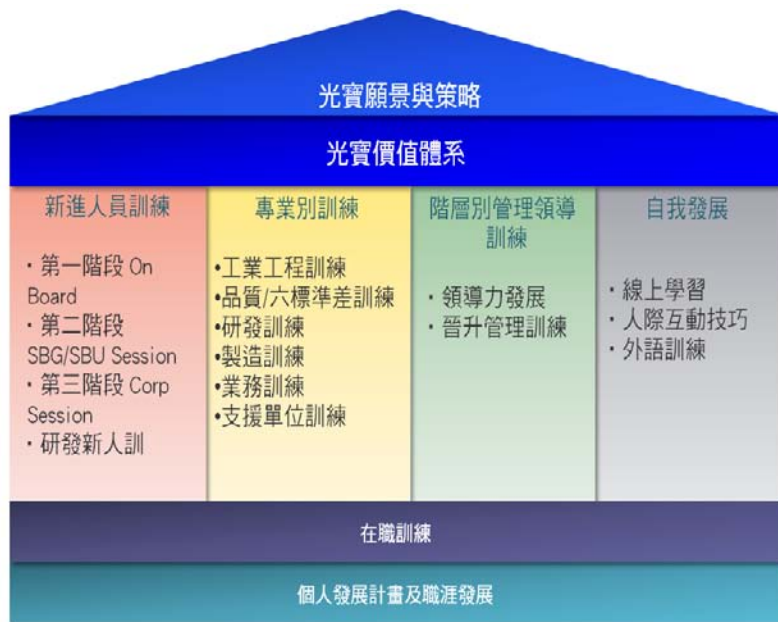 光寶願景與策略
光寶價值體系
新進人員訓練
・第一階段 On
Board
・第二階段
SBG/SBU Session
・第三階段 Corp
Session
・研發新人訓
專業別訓練
•工業工程訓練
•品質/六標準差訓練
•研發訓練
•製造訓練
•業務訓練
•支援單位訓練
階層別管理領導
訓練
・領導力發展
・晉升管理訓練
自我發展
・線上學習
・人際互動技巧
・外語訓練
在職訓練
個人發展計畫及職涯發展